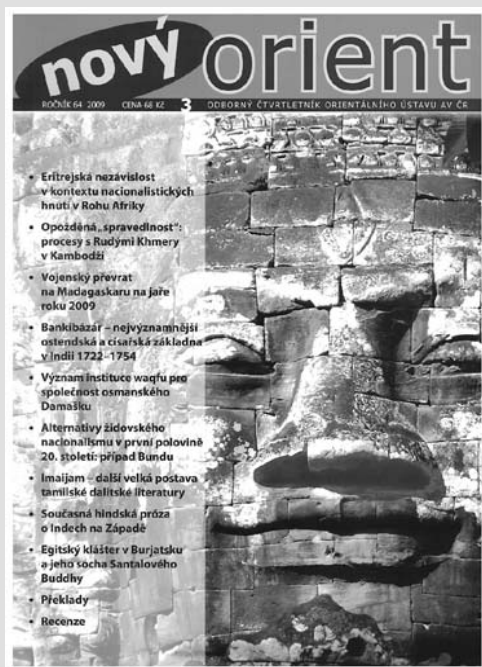 nový orient
ROČNÍK 64 2009 CENA 68 KČ 3 ODBORNÝ ČTVRTLETNÍK ORIENTÁLNÍHO ÚSTAVU AV ČR
• Eritrejská nezávislost
v kontextu nacionalistických
hnutí v Rohu Afriky
• Opožděná „spravedlnost“:
procesy s Rudými Khmery
v Kambodži
• Vojenský převrat
na Madagaskaru na jaře
roku 2009
• Bankibázár – nejvýznamnější
ostendská a císařská základna
v Indii 1722–1754
• Význam instituce waqfu pro
společnost osmanského
Damašku
• Alternativy židovského
nacionalismu v první polovině
20. století: případ Bundu
• Imaijam – další velká postava
tamilské dalitské literatury
• Současná hindská próza
o Indech na Západě
• Egitský klášter v Burjatsku
a jeho socha Santalového
Buddhy
• Překlady
• Recenze